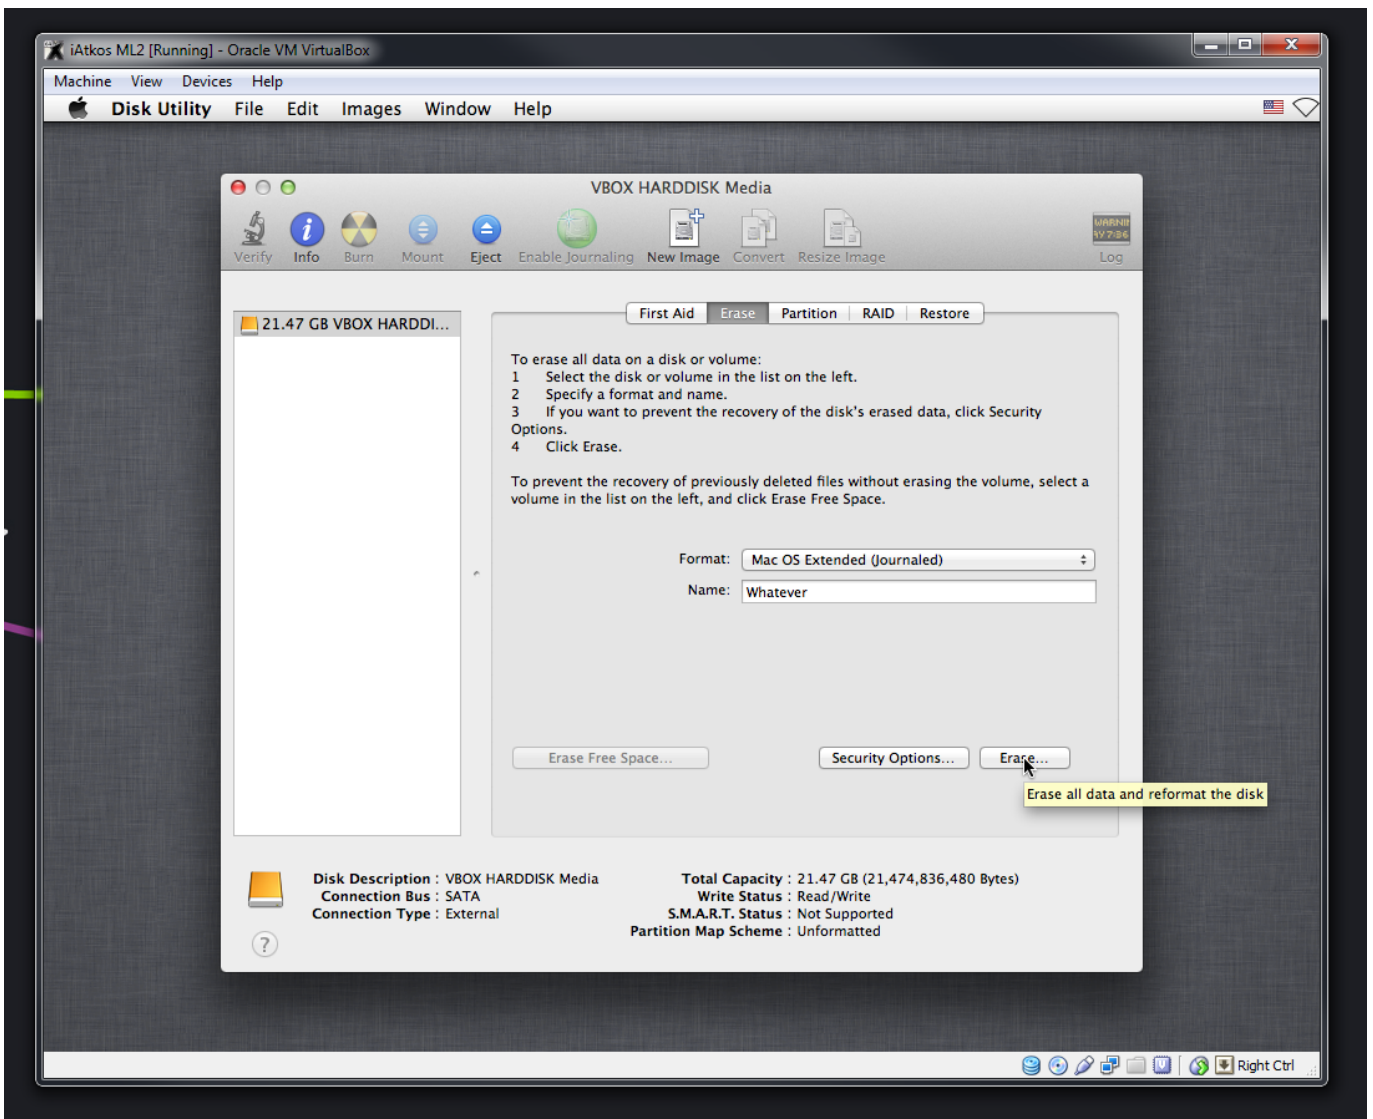 iAtkos ML2 [Running] - Oracle VM VirtualBox
Machine View Devices Help
Disk Utility File Edit Images Window Help
VBOX HARDDISK Media
WARNIN
AY 7:36
Verify Info Burn Mount Eject Enable Journaling New Image Convert Resize Image Log
21.47 GB VBOX HARDDI...
First Aid Erase Partition RAID Restore
To erase all data on a disk or volume:
1 Select the disk or volume in the list on the left.
2 Specify a format and name.
3 If you want to prevent the recovery of the disk's erased data, click Security
Options.
4 Click Erase.
To prevent the recovery of previously deleted files without erasing the volume, select a
volume in the list on the left, and click Erase Free Space.
Format: Mac OS Extended (Journaled)
Name: Whatever
Erase Free Space... Security Options... Erase...
Erase all data and reformat the disk
Disk Description : VBOX HARDDISK Media
Connection Bus : SATA
Connection Type : External
Total Capacity : 21.47 GB (21,474,836,480 Bytes)
Write Status : Read/Write
S.M.A.R.T. Status : Not Supported
Partition Map Scheme : Unformatted
?
Right Ctrl